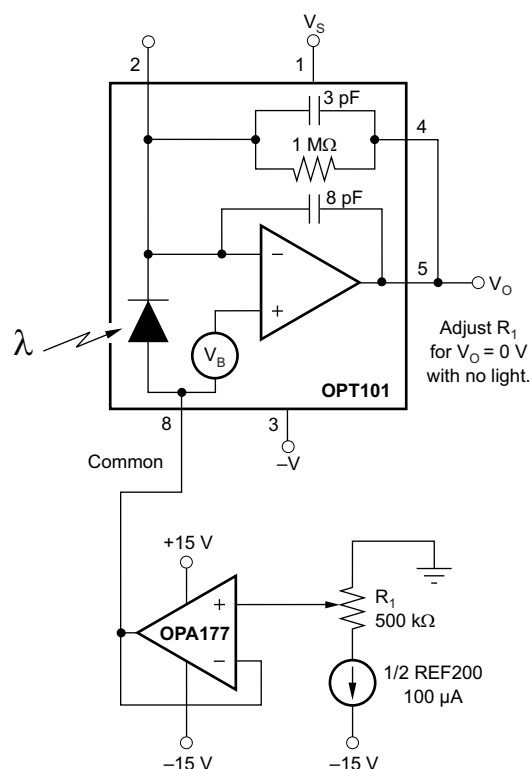 V_S
2
1
3 pF
4
1 MΩ
8 pF
5
V_O
λ
V_B
Adjust R_1
for V_O = 0 V
with no light.
OPT101
8
3
Common
–V
+15 V
OPA177
R_1
500 kΩ
1/2 REF200
100 µA
–15 V
–15 V